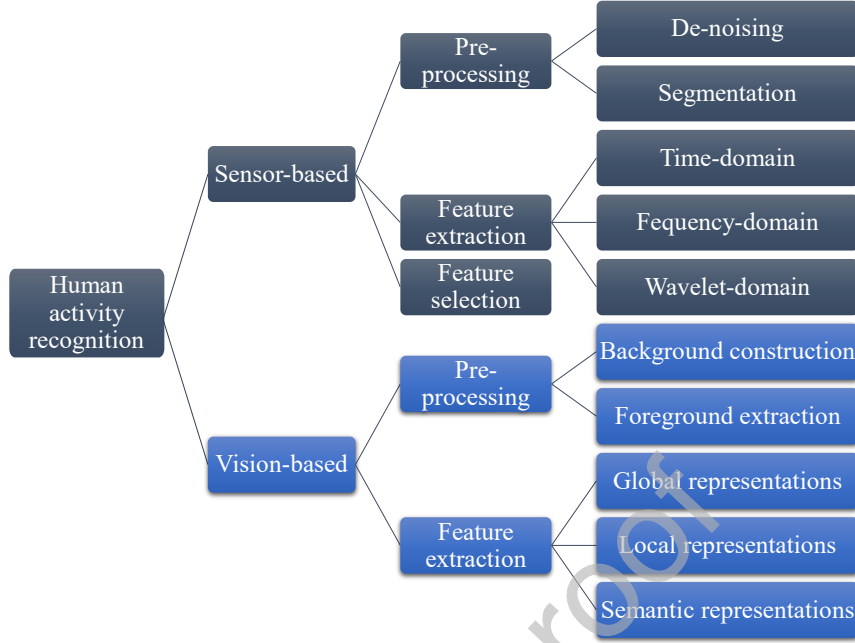 Human
activity
recognition
Sensor-based
Pre-
processing
De-noising
Segmentation
Feature
extraction
Time-domain
Fequency-domain
Wavelet-domain
Feature
selection
Vision-based
Pre-
processing
Background construction
Foreground extraction
Feature
extraction
Global representations
Local representations
Semantic representations
roof